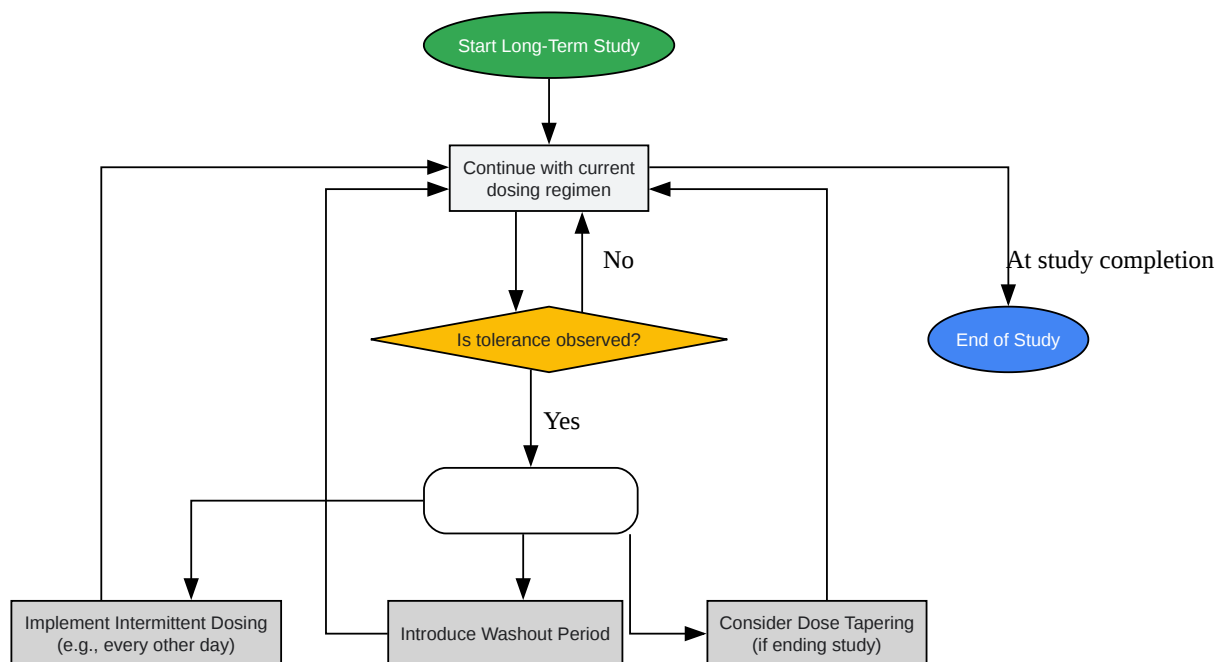 Start Long-Term Study
Continue with current
dosing regimen
No
At study completion
Is tolerance observed?
End of Study
Yes
Implement Intermittent Dosing
(e.g., every other day)
Introduce Washout Period
Consider Dose Tapering
(if ending study)